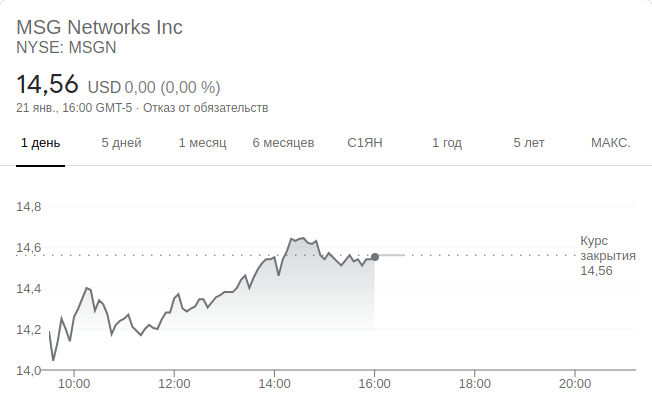 MSG Networks Inc
NYSE: MSGN
14,56 USD 0,00 (0,00 %)
21 янв., 16:00 GMT-5 · Отказ от обязательств
1 день 5 дней 1 месяц 6 месяцев С1ЯН 1 год 5 лет МАКС.
14,8
14,6
14,4
14,2
14,0
Курс
закрытия
14,56
10:00 12:00 14:00 16:00 18:00 20:00